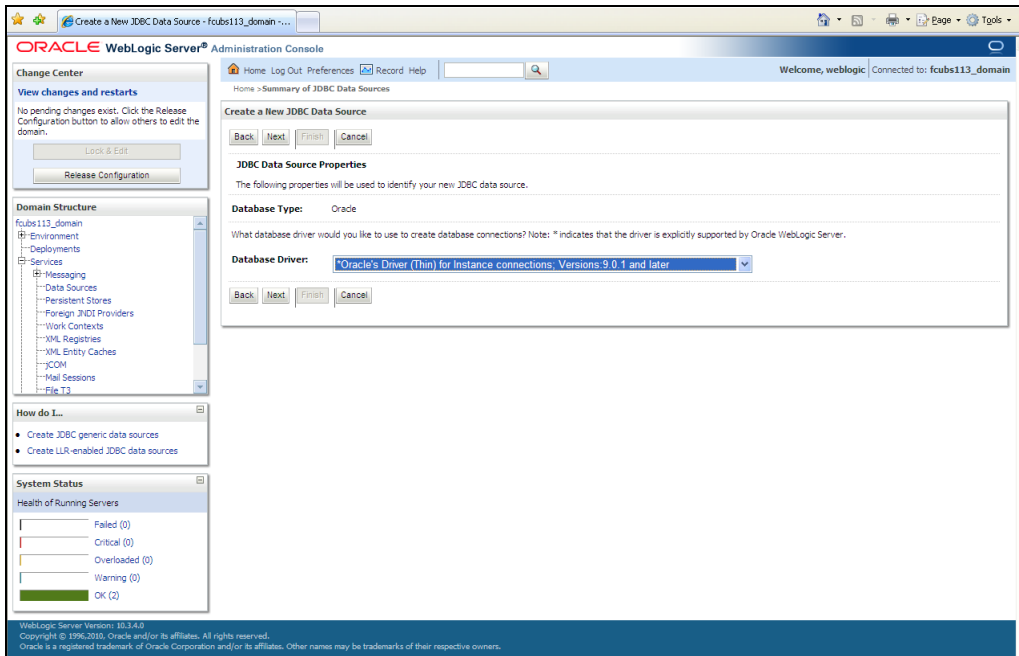 Create a New JDBC Data Source - fcubs113_domain -...
Page
Tools
ORACLE WebLogic Server® Administration Console
Change Center
View changes and restarts
No pending changes exist. Click the Release
Configuration button to allow others to edit the
domain.
Lock & Edit
Release Configuration
Domain Structure
fcubs113_domain
Environment
Deployments
Services
Messaging
Data Sources
Persistent Stores
Foreign JNDI Providers
Work Contexts
XML Registries
XML Entity Caches
jCOM
Mail Sessions
File T3
How do I...
Create JDBC generic data sources
Create LLR-enabled JDBC data sources
System Status
Health of Running Servers
Failed (0)
Critical (0)
Overloaded (0)
Warning (0)
OK (2)
Home Log Out Preferences Record Help
Welcome, weblogic Connected to: fcubs113_domain
Home >Summary of JDBC Data Sources
Create a New JDBC Data Source
Back Next Finish Cancel
JDBC Data Source Properties
The following properties will be used to identify your new JDBC data source.
Database Type: Oracle
What database driver would you like to use to create database connections? Note: * indicates that the driver is explicitly supported by Oracle WebLogic Server.
Database Driver: *Oracle's Driver (Thin) for Instance connections; Versions:9.0.1 and later
Back Next Finish Cancel
WebLogic Server Version: 10.3.4.0
Copyright © 1996,2010, Oracle and/or its affiliates. All rights reserved.
Oracle is a registered trademark of Oracle Corporation and/or its affiliates. Other names may be trademarks of their respective owners.